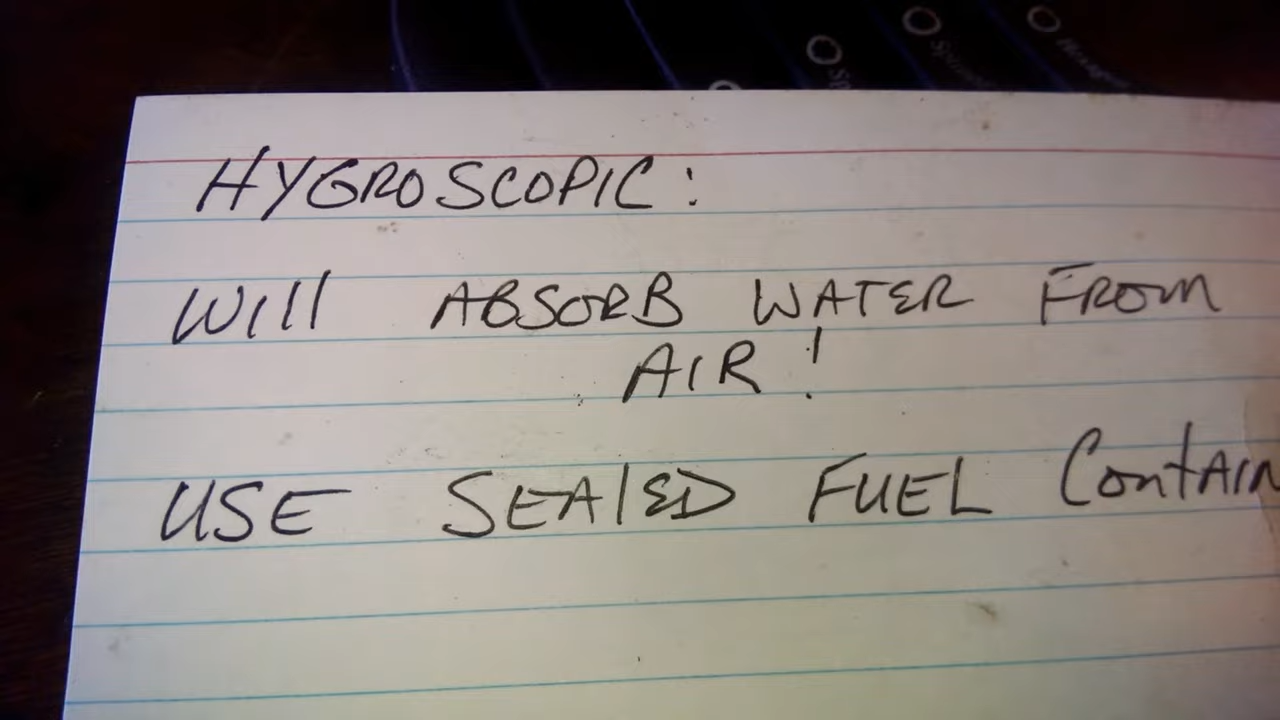 HYGROSCOPIC:
Will ABSORB WATER FROM
AIR!
USE SEAlED FUEL ContAIN